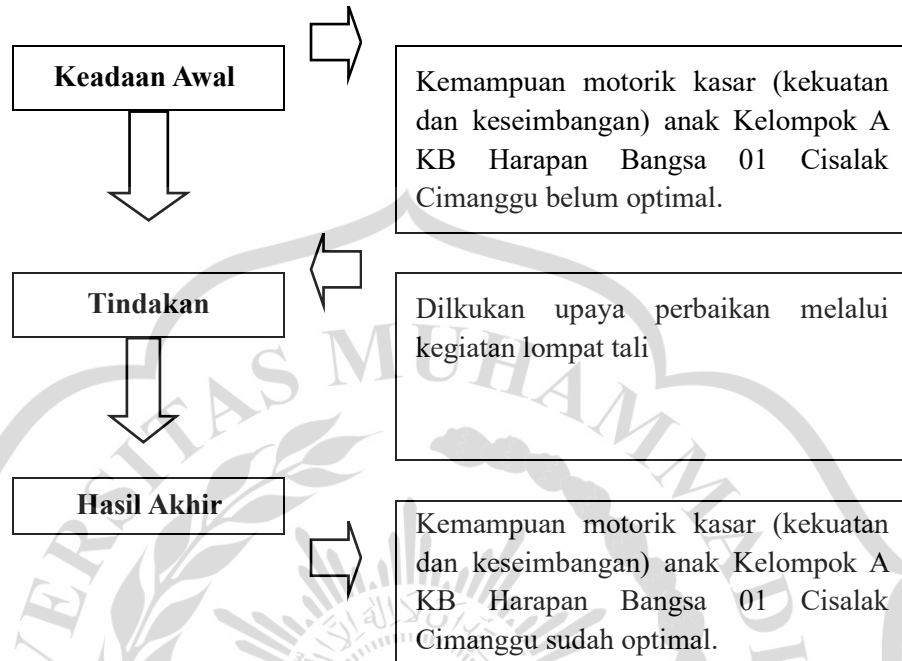 Keadaan Awal
Kemampuan motorik kasar (kekuatan
dan keseimbangan) anak Kelompok A
KB Harapan Bangsa 01 Cisalak
Cimanggu belum optimal.
Tindakan
Dilkukan upaya perbaikan melalui
kegiatan lompat tali
Hasil Akhir
Kemampuan motorik kasar (kekuatan
dan keseimbangan) anak Kelompok A
KB Harapan Bangsa 01 Cisalak
Cimanggu sudah optimal.
VERSITAS MUHAMMADI